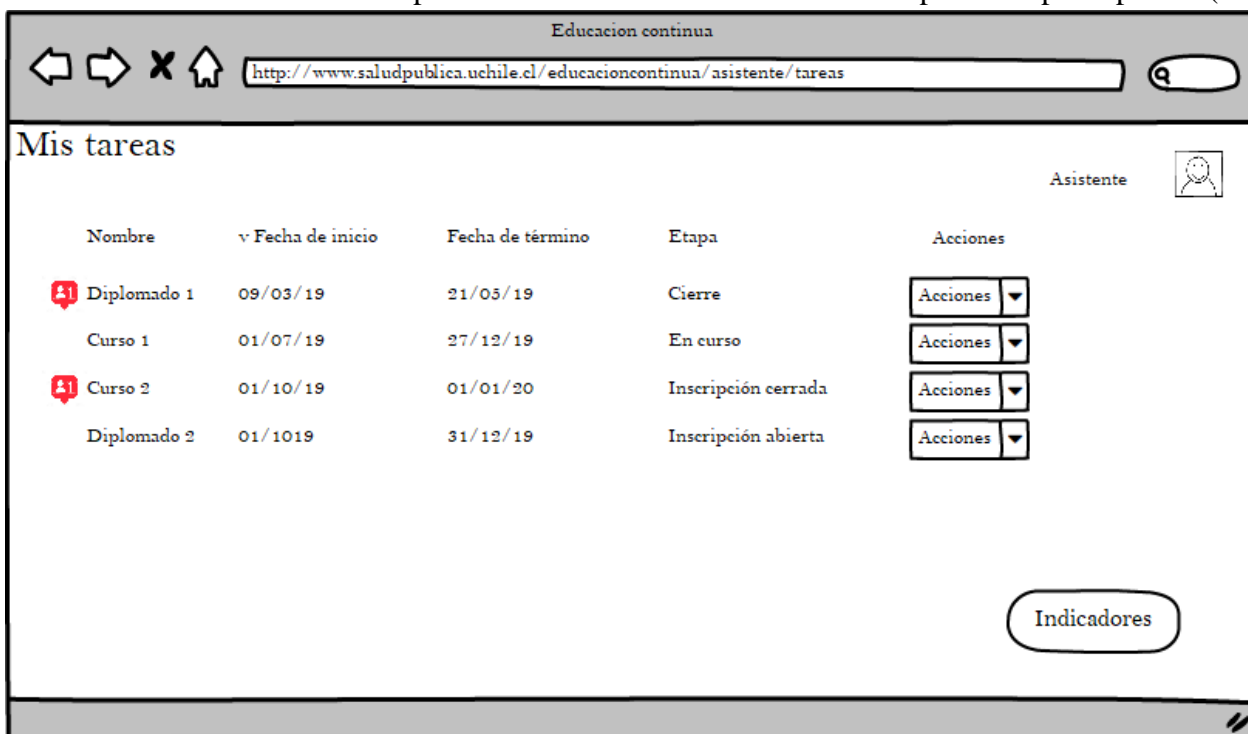 Educacion continua
http://www.saludpublica.uchile.cl/educacioncontinua/asistente/tareas
Mis tareas
Asistente
Nombre v Fecha de inicio Fecha de término Etapa Acciones
1 Diplomado 1 09/03/19 21/05/19 Cierre Acciones
Curso 1 01/07/19 27/12/19 En curso Acciones
1 Curso 2 01/10/19 01/01/20 Inscripción cerrada Acciones
Diplomado 2 01/1019 31/12/19 Inscripción abierta Acciones
Indicadores